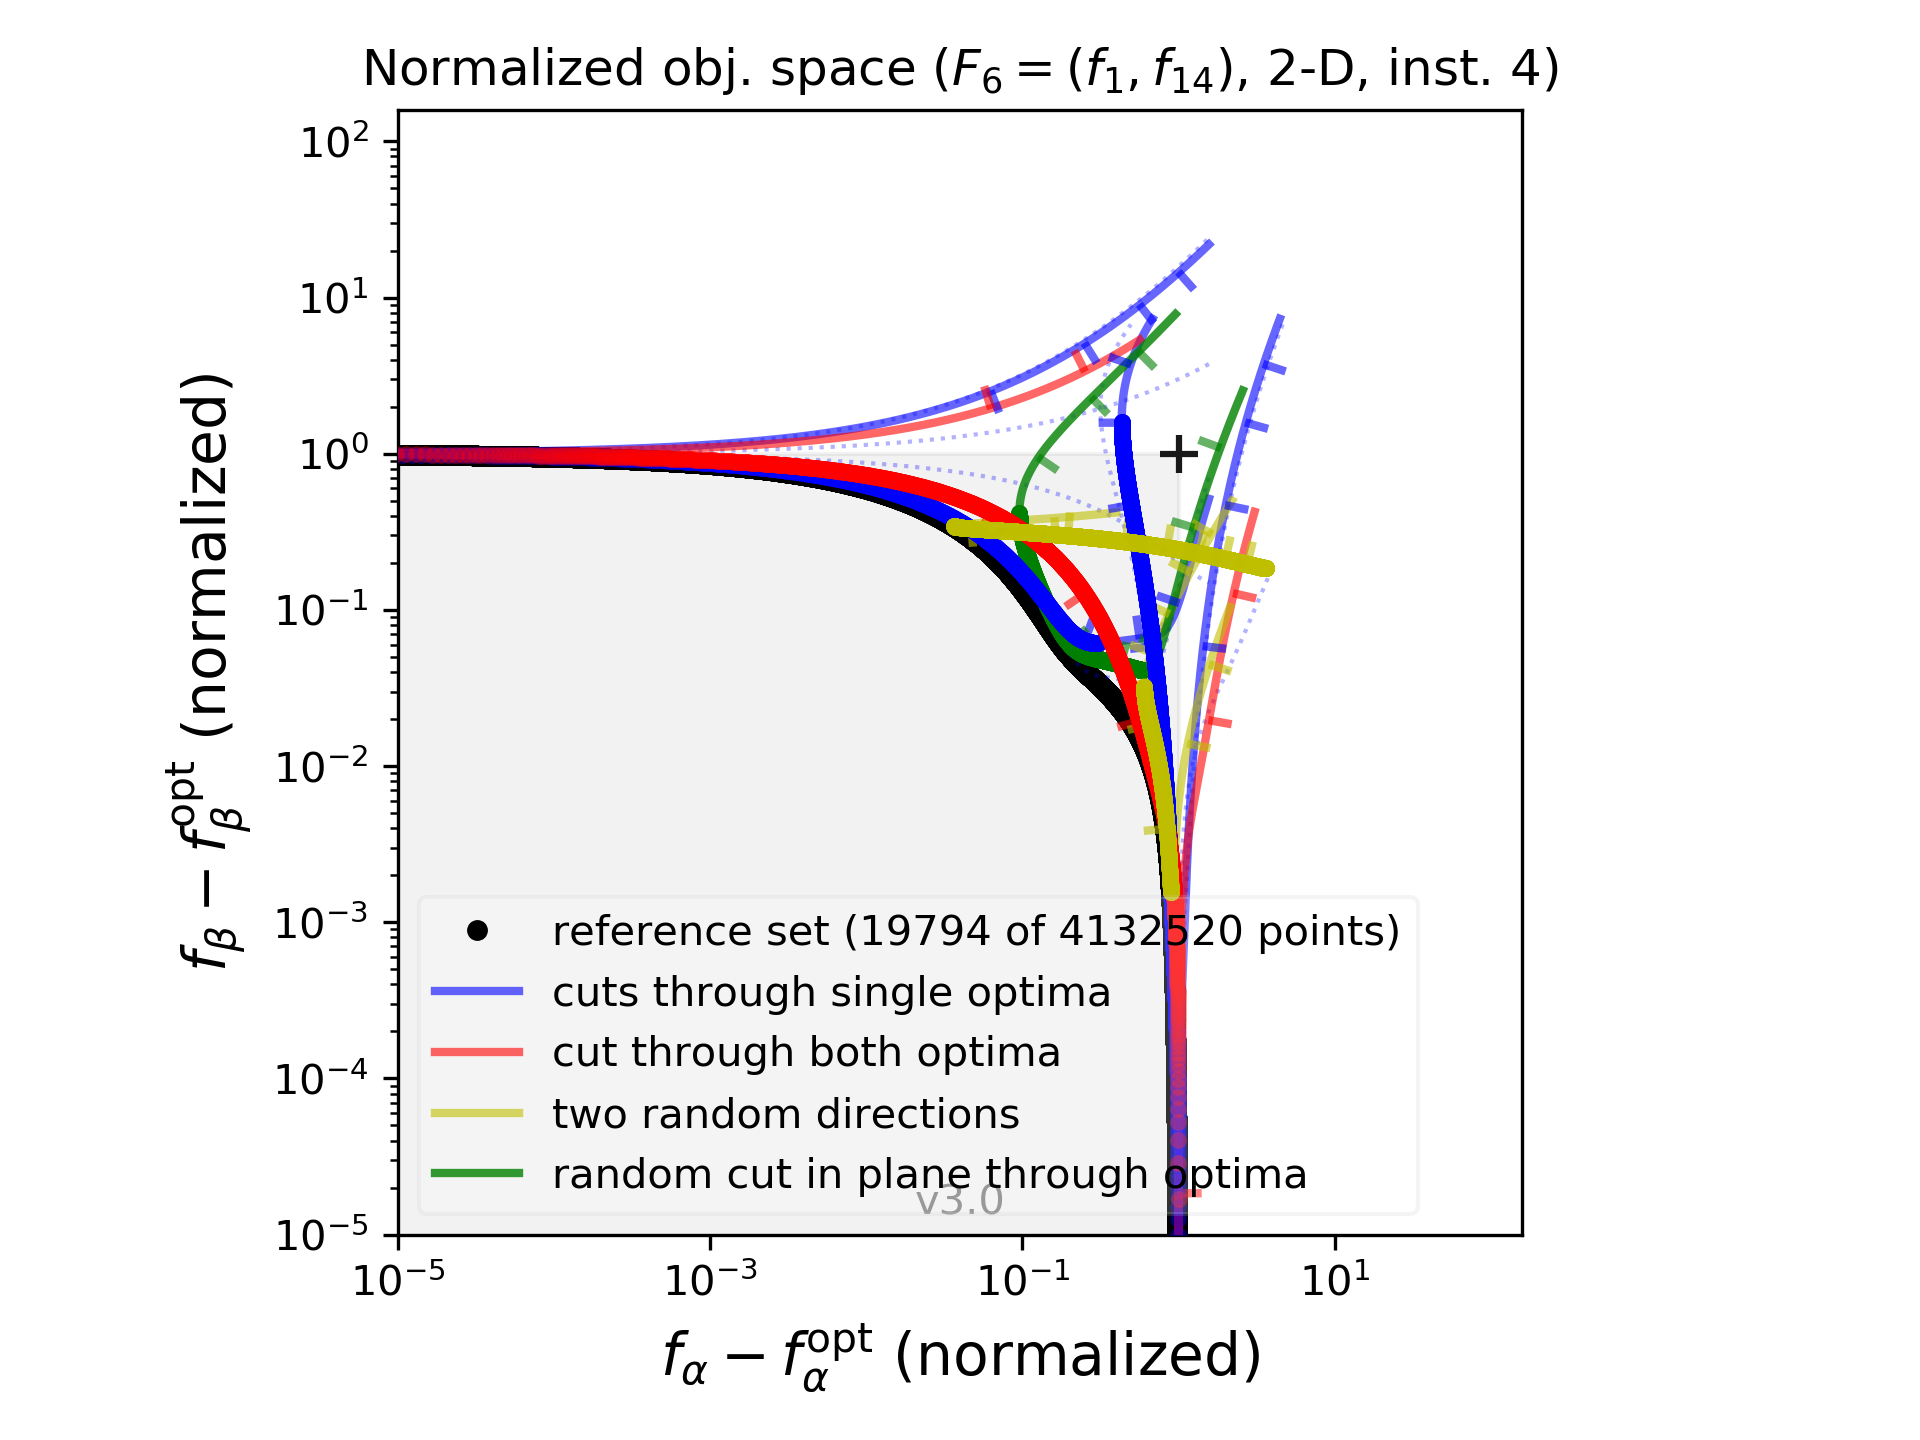 Normalized obj. space (F₆ = (f₁, f₁₄), 2-D, inst. 4)
10²
10¹
10⁰
10⁻¹
10⁻²
10⁻³
10⁻⁴
10⁻⁵
f_β − f_β^opt (normalized)
reference set (19794 of 4132520 points)
cuts through single optima
cut through both optima
two random directions
random cut in plane through optima
v3.0
10⁻⁵ 10⁻³ 10⁻¹ 10¹
f_α − f_α^opt (normalized)